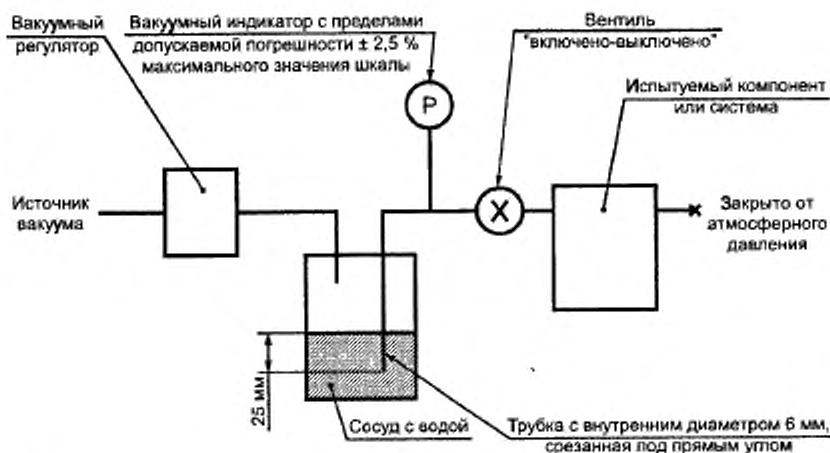 Вакуумный
регулятор
Вакуумный индикатор с пределами
допускаемой погрешности ± 2,5 %
максимального значения шкалы
Вентиль
"включено-выключено"
P
Испытуемый компонент
или система
Источник
вакуума
X
Закрыто от
атмосферного
давления
25 мм
Сосуд с водой
Трубка с внутренним диаметром 6 мм,
срезанная под прямым углом